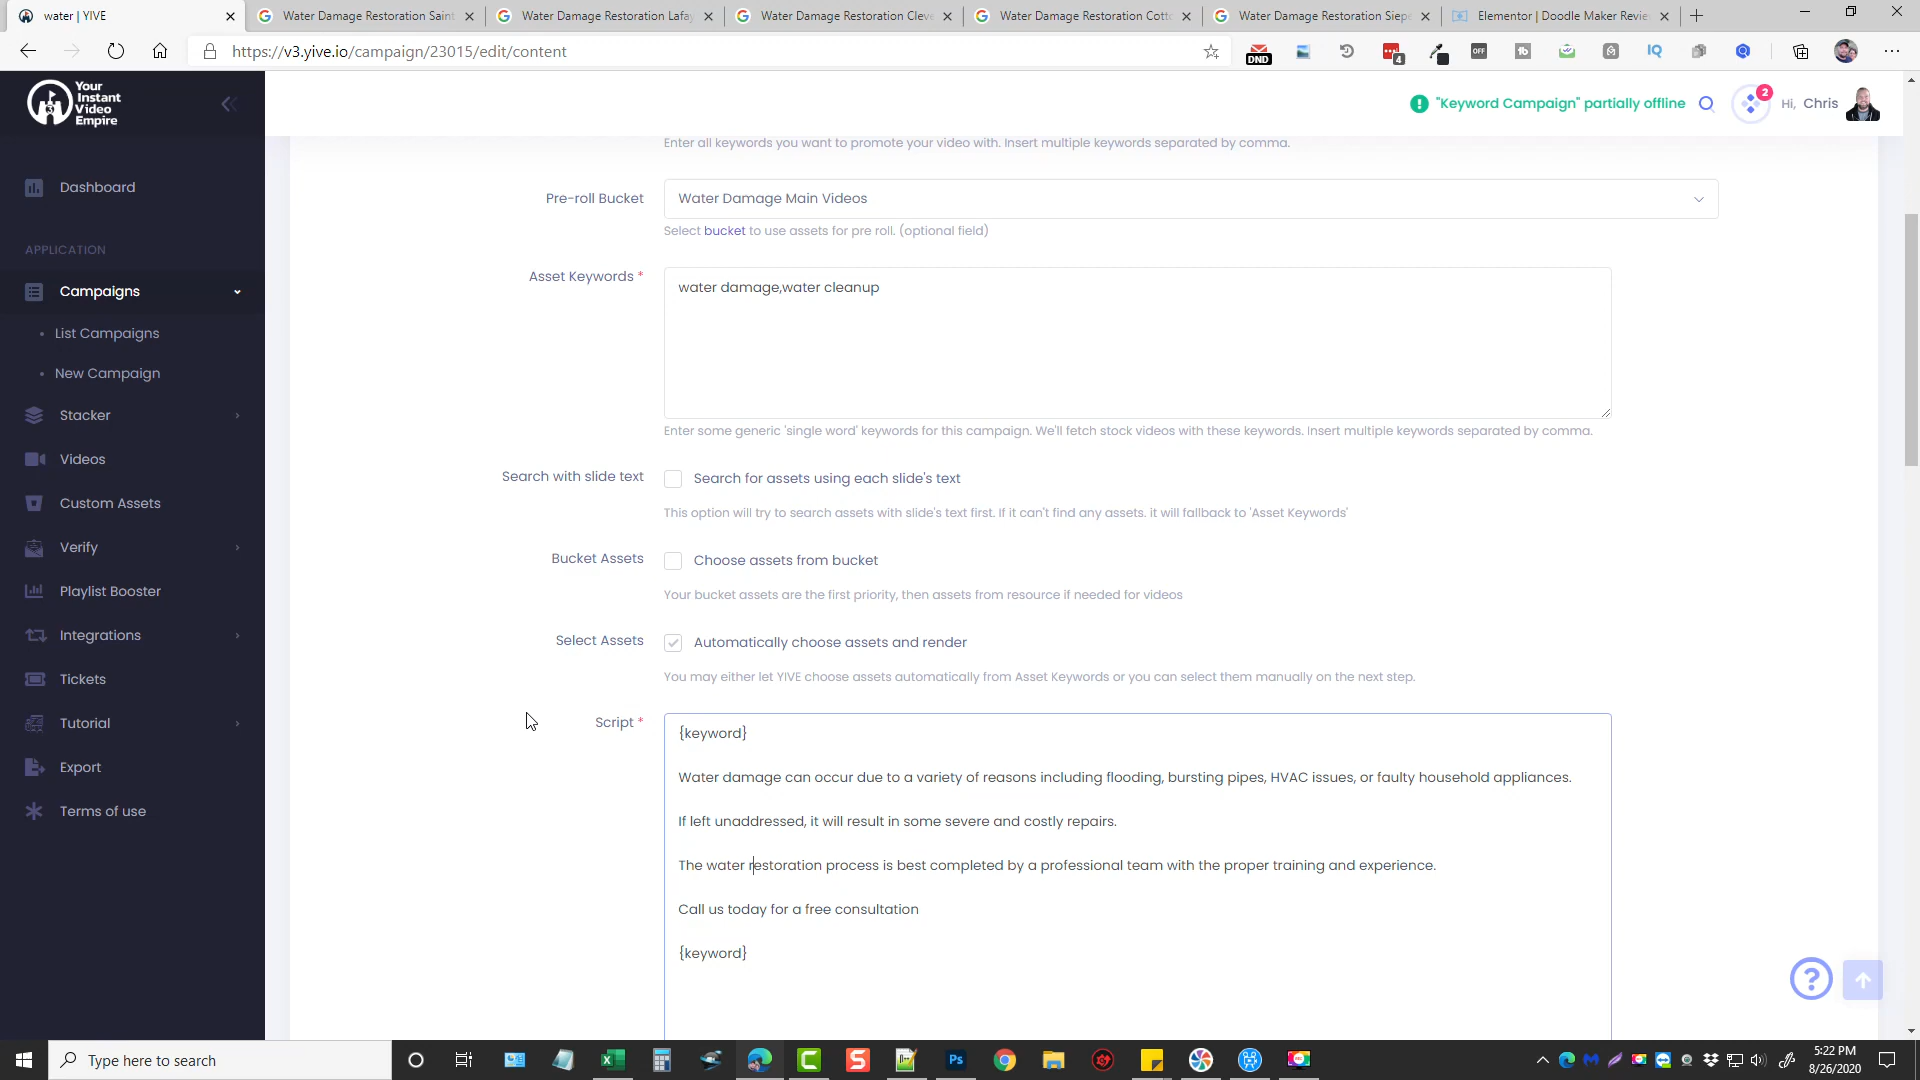 water | YIVE
Water Damage Restoration Saint
Water Damage Restoration Lafay
Water Damage Restoration Cleve
Water Damage Restoration Cotto
Water Damage Restoration Siepe
Elementor | Doodle Maker Revie
https://v3.yive.io/campaign/23015/edit/content
DND
4
OFF
IQ
Your
Instant
Video
Empire
"Keyword Campaign" partially offline
2
Hi, Chris
Dashboard
APPLICATION
Campaigns
List Campaigns
New Campaign
Stacker
Videos
Custom Assets
Verify
Playlist Booster
Integrations
Tickets
Tutorial
Export
Terms of use
Enter all keywords you want to promote your video with. Insert multiple keywords separated by comma.
Pre-roll Bucket
Water Damage Main Videos
Select bucket to use assets for pre roll. (optional field)
Asset Keywords *
water damage,water cleanup
Enter some generic 'single word' keywords for this campaign. We'll fetch stock videos with these keywords. Insert multiple keywords separated by comma.
Search with slide text
Search for assets using each slide's text
This option will try to search assets with slide's text first. If it can't find any assets. it will fallback to 'Asset Keywords'
Bucket Assets
Choose assets from bucket
Your bucket assets are the first priority, then assets from resource if needed for videos
Select Assets
Automatically choose assets and render
You may either let YIVE choose assets automatically from Asset Keywords or you can select them manually on the next step.
Script *
{keyword}
Water damage can occur due to a variety of reasons including flooding, bursting pipes, HVAC issues, or faulty household appliances.
If left unaddressed, it will result in some severe and costly repairs.
The water restoration process is best completed by a professional team with the proper training and experience.
Call us today for a free consultation
{keyword}
?
Type here to search
Ps
5:22 PM
8/26/2020